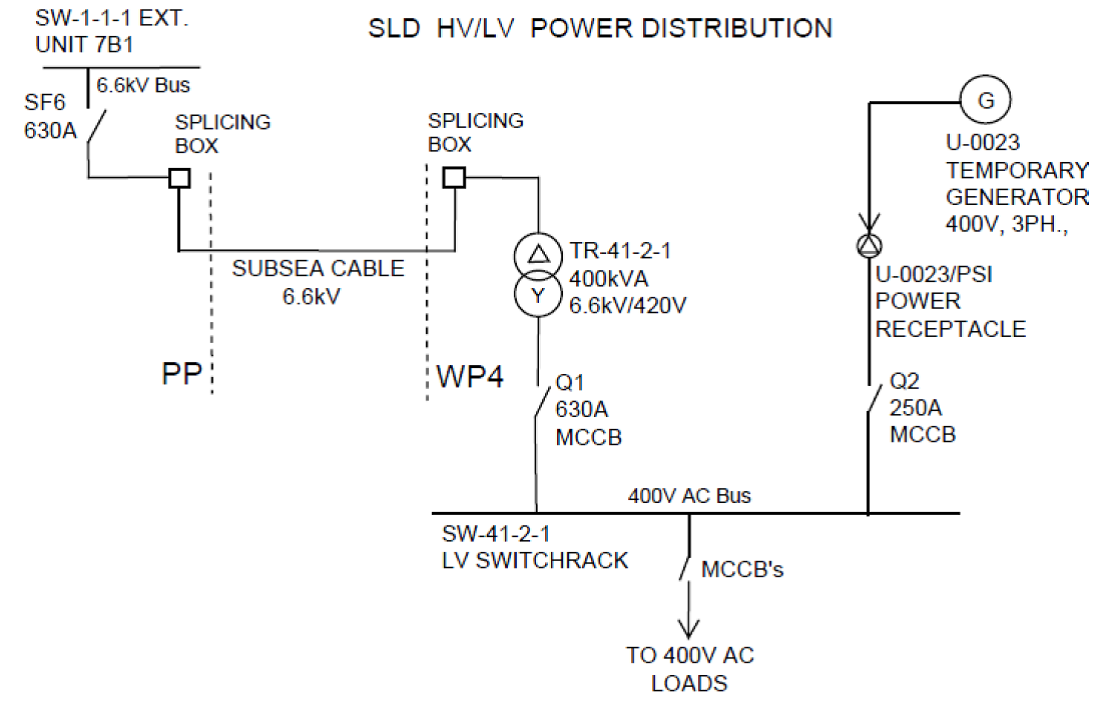 SW-1-1-1 EXT.
UNIT 7B1
SLD HV/LV POWER DISTRIBUTION
6.6kV Bus
SF6
630A
SPLICING
BOX
SPLICING
BOX
G
U-0023
TEMPORARY
GENERATOR
400V, 3PH.,
SUBSEA CABLE
6.6kV
Δ
Y
TR-41-2-1
400kVA
6.6kV/420V
U-0023/PSI
POWER
RECEPTACLE
PP
WP4
Q1
630A
MCCB
Q2
250A
MCCB
400V AC Bus
SW-41-2-1
LV SWITCHRACK
MCCB's
TO 400V AC
LOADS